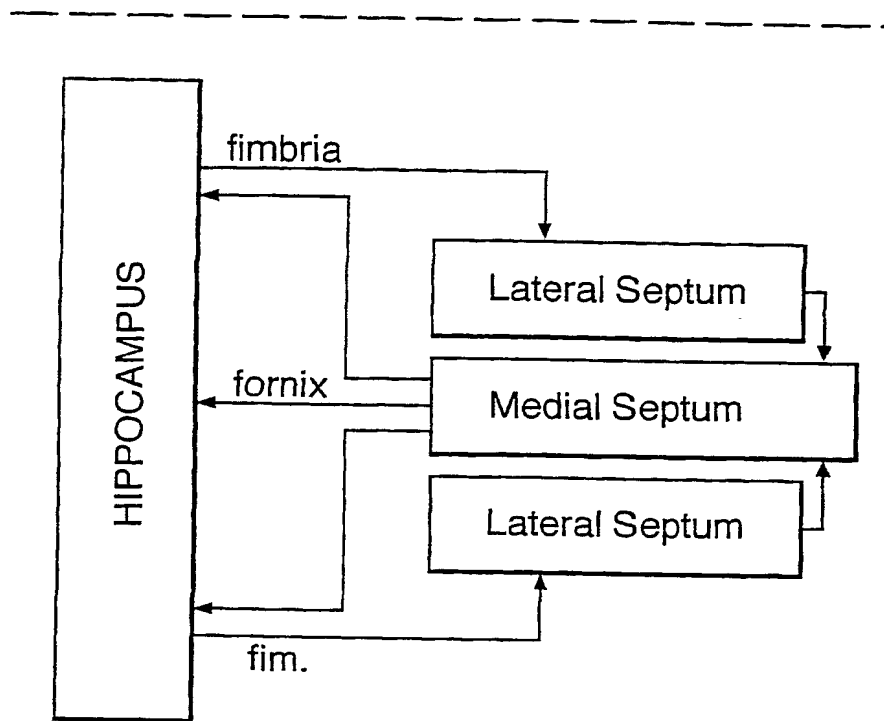 fimbria
Lateral Septum
HIPPOCAMPUS
fornix
Medial Septum
Lateral Septum
fim.